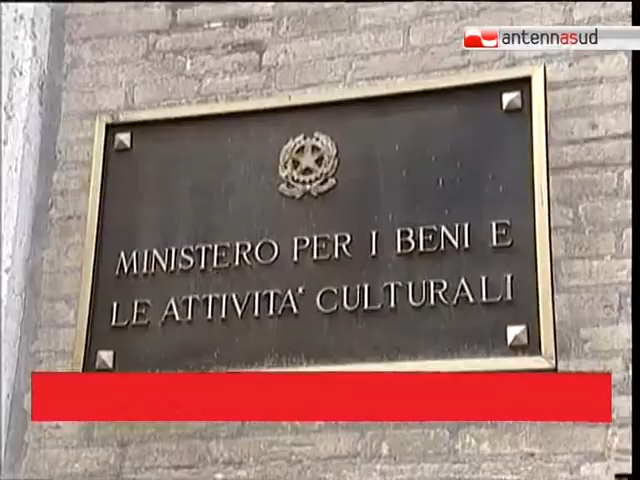 antennasud
MINISTERO PER I BENI E
LE ATTIVITA' CULTURALI